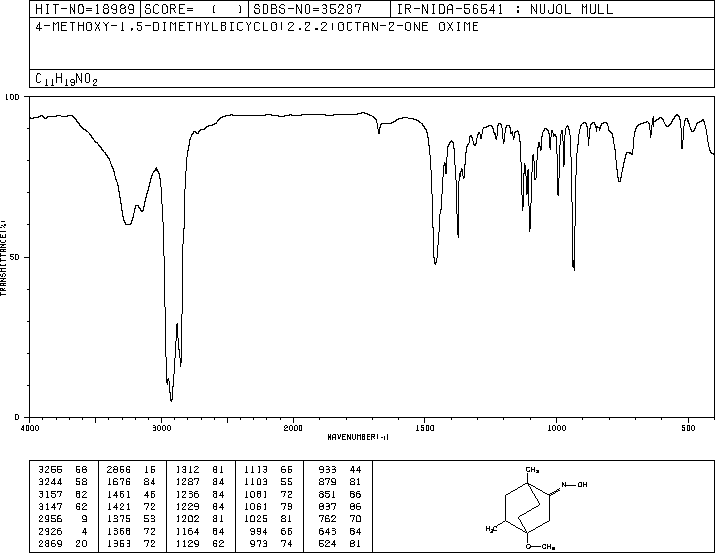 HIT-NO=18989 SCORE= ( ) SDBS-NO=35287 IR-NIDA-56541 : NUJOL MULL
4-METHOXY-1,5-DIMETHYLBICYCLO(2.2.2)OCTAN-2-ONE OXIME
C11H19NO2
100
50
0
TRANSMITTANCE(%)
4000 3000 2000 1500 1000 500
WAVENUMBER(-1)
3266 68 2866 16 1312 81 1113 66 933 44
3244 58 1676 84 1287 84 1103 55 879 81
3157 62 1461 46 1236 84 1081 72 851 86
3147 62 1421 72 1229 84 1061 79 837 86
2956 9 1375 53 1202 81 1025 81 762 70
2926 4 1368 72 1164 84 994 66 643 84
2869 20 1353 72 1129 62 973 74 524 81
CH3
N OH
H3C
O CH3